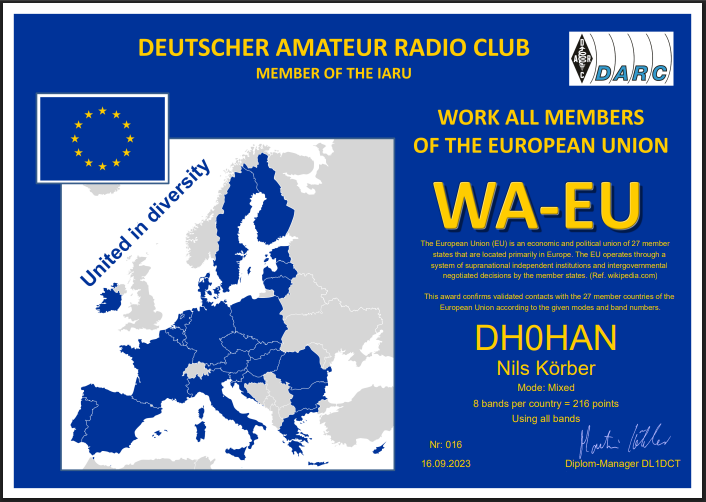 DEUTSCHER AMATEUR RADIO CLUB
MEMBER OF THE IARU
DARC
WORK ALL MEMBERS
OF THE EUROPEAN UNION
United in diversity
WA-EU
The European Union (EU) is an economic and political union of 27 member
states that are located primarily in Europe. The EU operates through a
system of supranational independent institutions and intergovernmental
negotiated decisions by the member states. (Ref. wikipedia.com)
This award confirms validated contacts with the 27 member countries of the
European Union according to the given modes and band numbers.
DH0HAN
Nils Körber
Mode: Mixed
8 bands per country = 216 points
Using all bands
Nr: 016
16.09.2023
Diplom-Manager DL1DCT